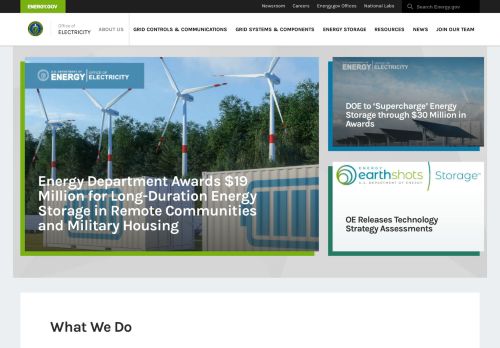 ENERGY.GOV
Newsroom
Careers
Energy.gov Offices
National Labs
Search Energy.gov
Office of
ELECTRICITY
ABOUT US
GRID CONTROLS & COMMUNICATIONS
GRID SYSTEMS & COMPONENTS
ENERGY STORAGE
RESOURCES
NEWS
JOIN OUR TEAM
U.S. DEPARTMENT OF
ENERGY
OFFICE OF
ELECTRICITY
Energy Department Awards $19
Million for Long-Duration Energy
Storage in Remote Communities
and Military Housing
ENERGY
ELECTRICITY
DOE to ‘Supercharge’ Energy
Storage through $30 Million in
Awards
ENERGY
earthshots
U.S. DEPARTMENT OF ENERGY
Storage
OE Releases Technology
Strategy Assessments
What We Do